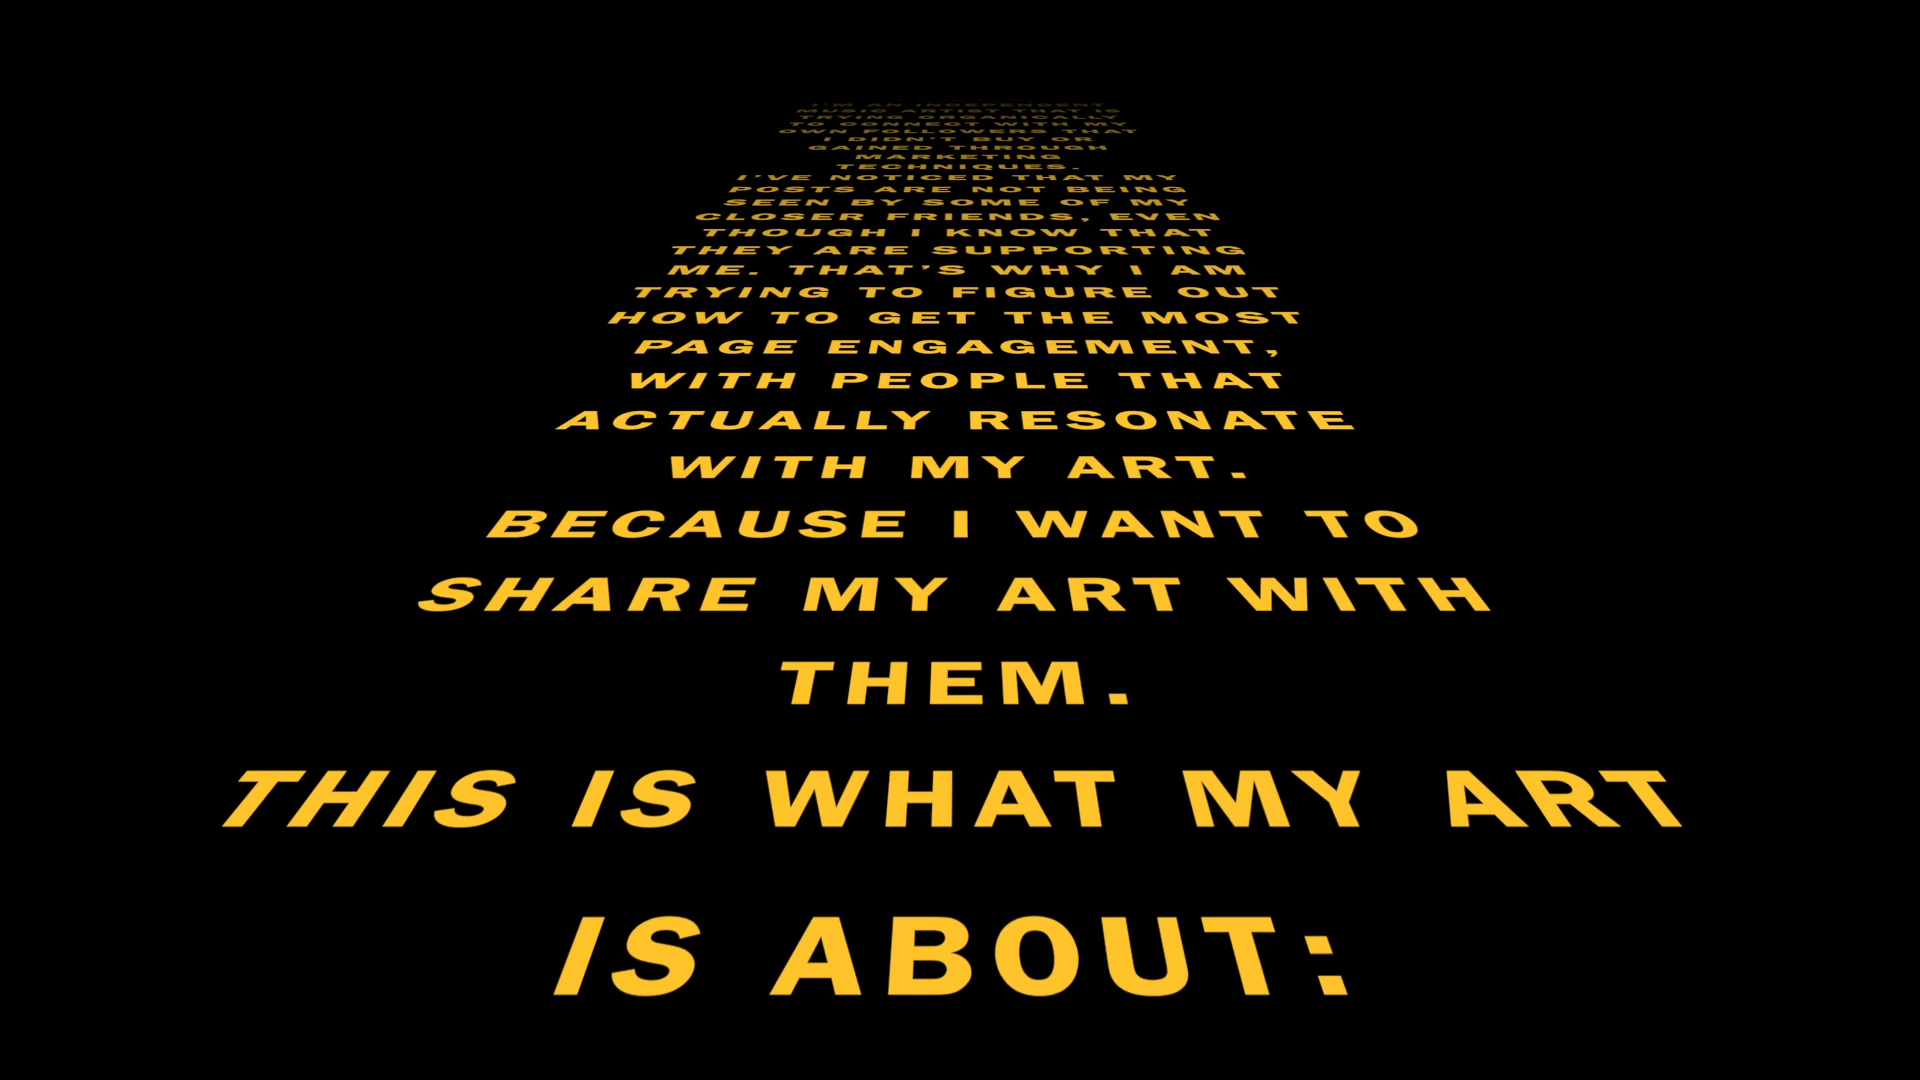 I'M AN INDEPENDENT
MUSIC ARTIST THAT IS
TRYING ORGANICALLY
TO CONNECT WITH MY
OWN FOLLOWERS THAT
I DIDN'T BUY OR
GAINED THROUGH
MARKETING
TECHNIQUES.
I'VE NOTICED THAT MY
POSTS ARE NOT BEING
SEEN BY SOME OF MY
CLOSER FRIENDS, EVEN
THOUGH I KNOW THAT
THEY ARE SUPPORTING
ME. THAT'S WHY I AM
TRYING TO FIGURE OUT
HOW TO GET THE MOST
PAGE ENGAGEMENT,
WITH PEOPLE THAT
ACTUALLY RESONATE
WITH MY ART.
BECAUSE I WANT TO
SHARE MY ART WITH
THEM.
THIS IS WHAT MY ART
IS ABOUT: